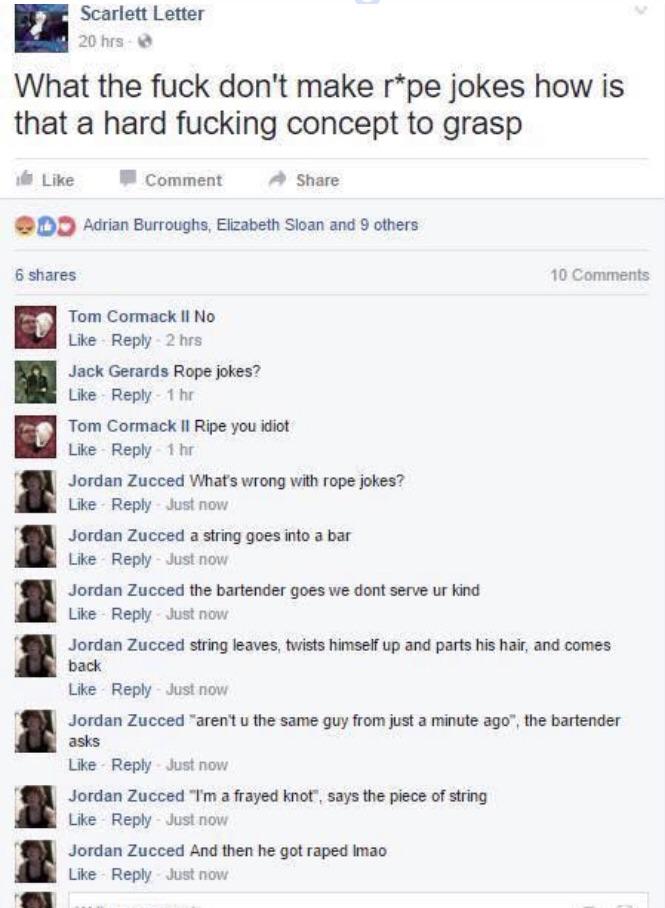 Scarlett Letter
20 hrs ·
What the fuck don't make r*pe jokes how is
that a hard fucking concept to grasp
Like Comment Share
Adrian Burroughs, Elizabeth Sloan and 9 others
6 shares 10 Comments
Tom Cormack II No
Like · Reply · 2 hrs
Jack Gerards Rope jokes?
Like · Reply · 1 hr
Tom Cormack II Ripe you idiot
Like · Reply · 1 hr
Jordan Zucced What's wrong with rope jokes?
Like · Reply · Just now
Jordan Zucced a string goes into a bar
Like · Reply · Just now
Jordan Zucced the bartender goes we dont serve ur kind
Like · Reply · Just now
Jordan Zucced string leaves, twists himself up and parts his hair, and comes
back
Like · Reply · Just now
Jordan Zucced "aren't u the same guy from just a minute ago", the bartender
asks
Like · Reply · Just now
Jordan Zucced "I'm a frayed knot", says the piece of string
Like · Reply · Just now
Jordan Zucced And then he got raped lmao
Like · Reply · Just now